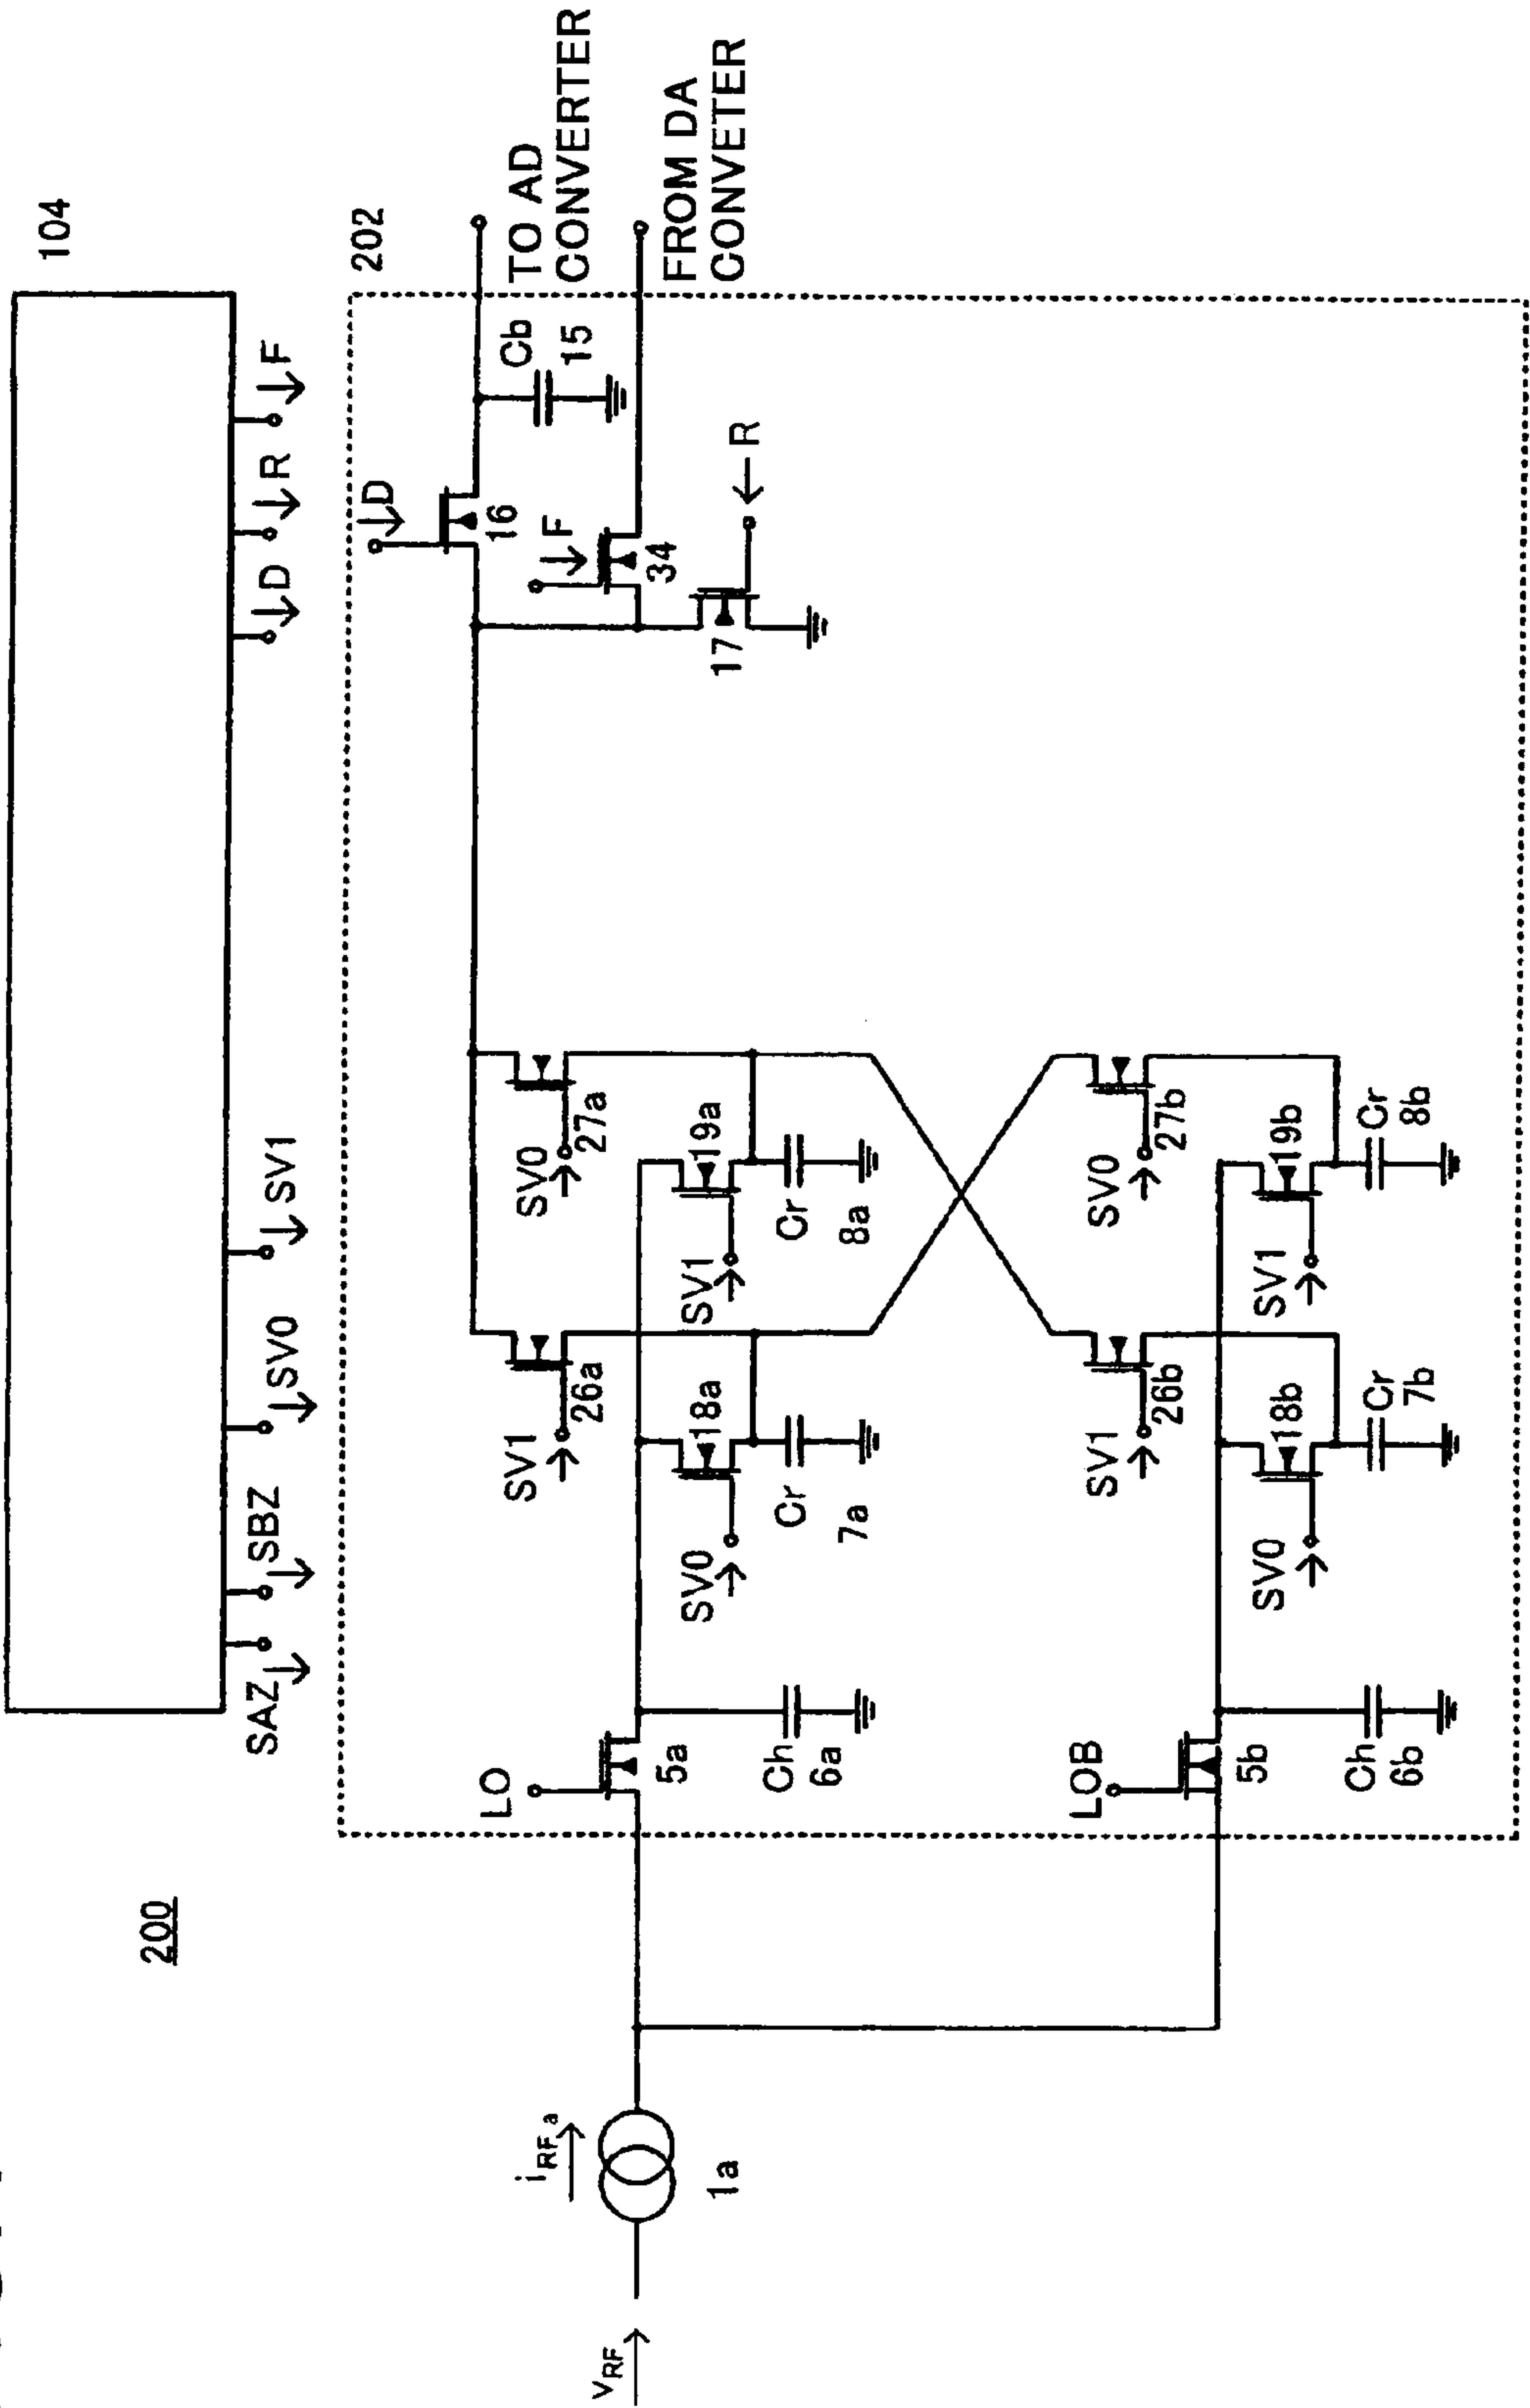 200
104
SAZ
SBZ
SV0
SV1
D
R
F
202
D
16
Cb
15
TO AD
CONVERTER
F
34
FROM DA
CONVETER
R
17
SV1
26a
SV0
27a
LO
5a
Ch
6a
SV0
18a
Cr
7a
SV1
19a
Cr
8a
vRF
iRF a
1a
SV1
26b
SV0
27b
LOB
5b
Ch
6b
SV0
18b
Cr
7b
SV1
19b
Cr
8b